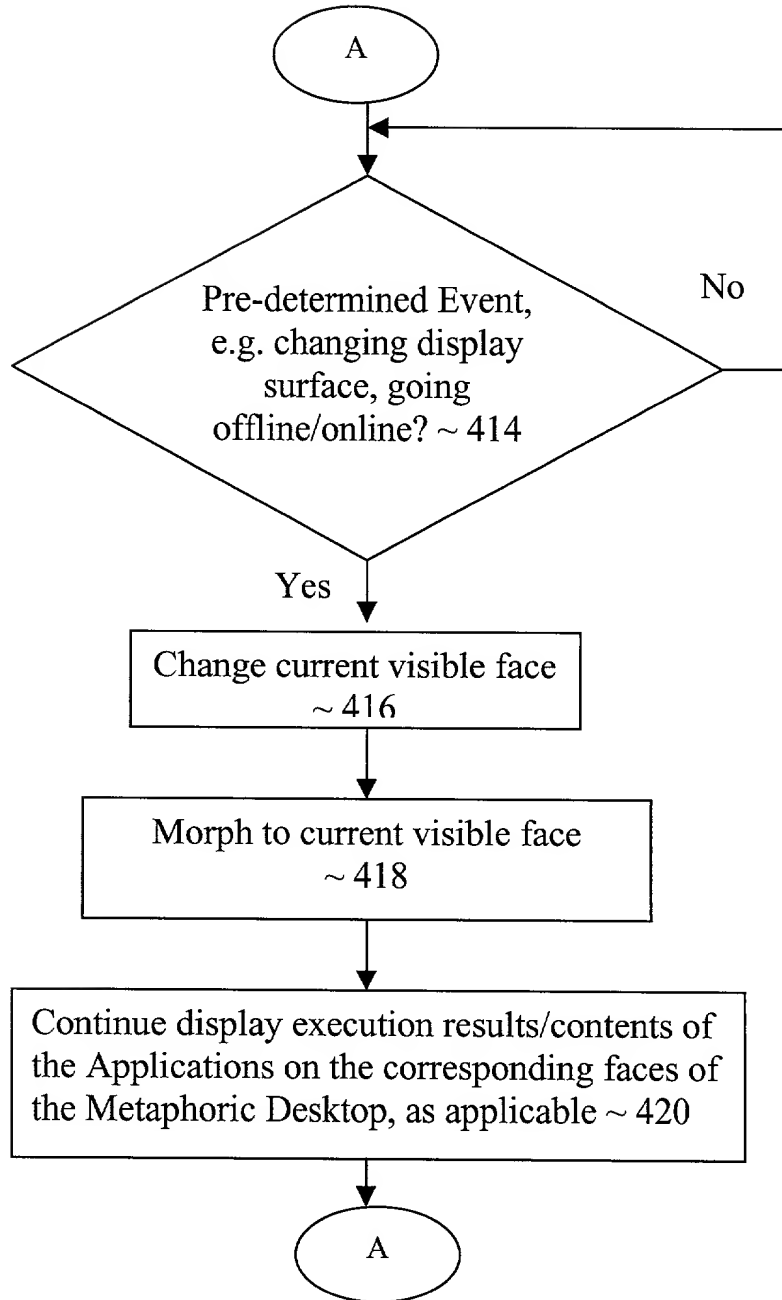 A
Pre-determined Event,
e.g. changing display
surface, going
offline/online? ~ 414
No
Yes
Change current visible face
~ 416
Morph to current visible face
~ 418
Continue display execution results/contents of
the Applications on the corresponding faces of
the Metaphoric Desktop, as applicable ~ 420
A